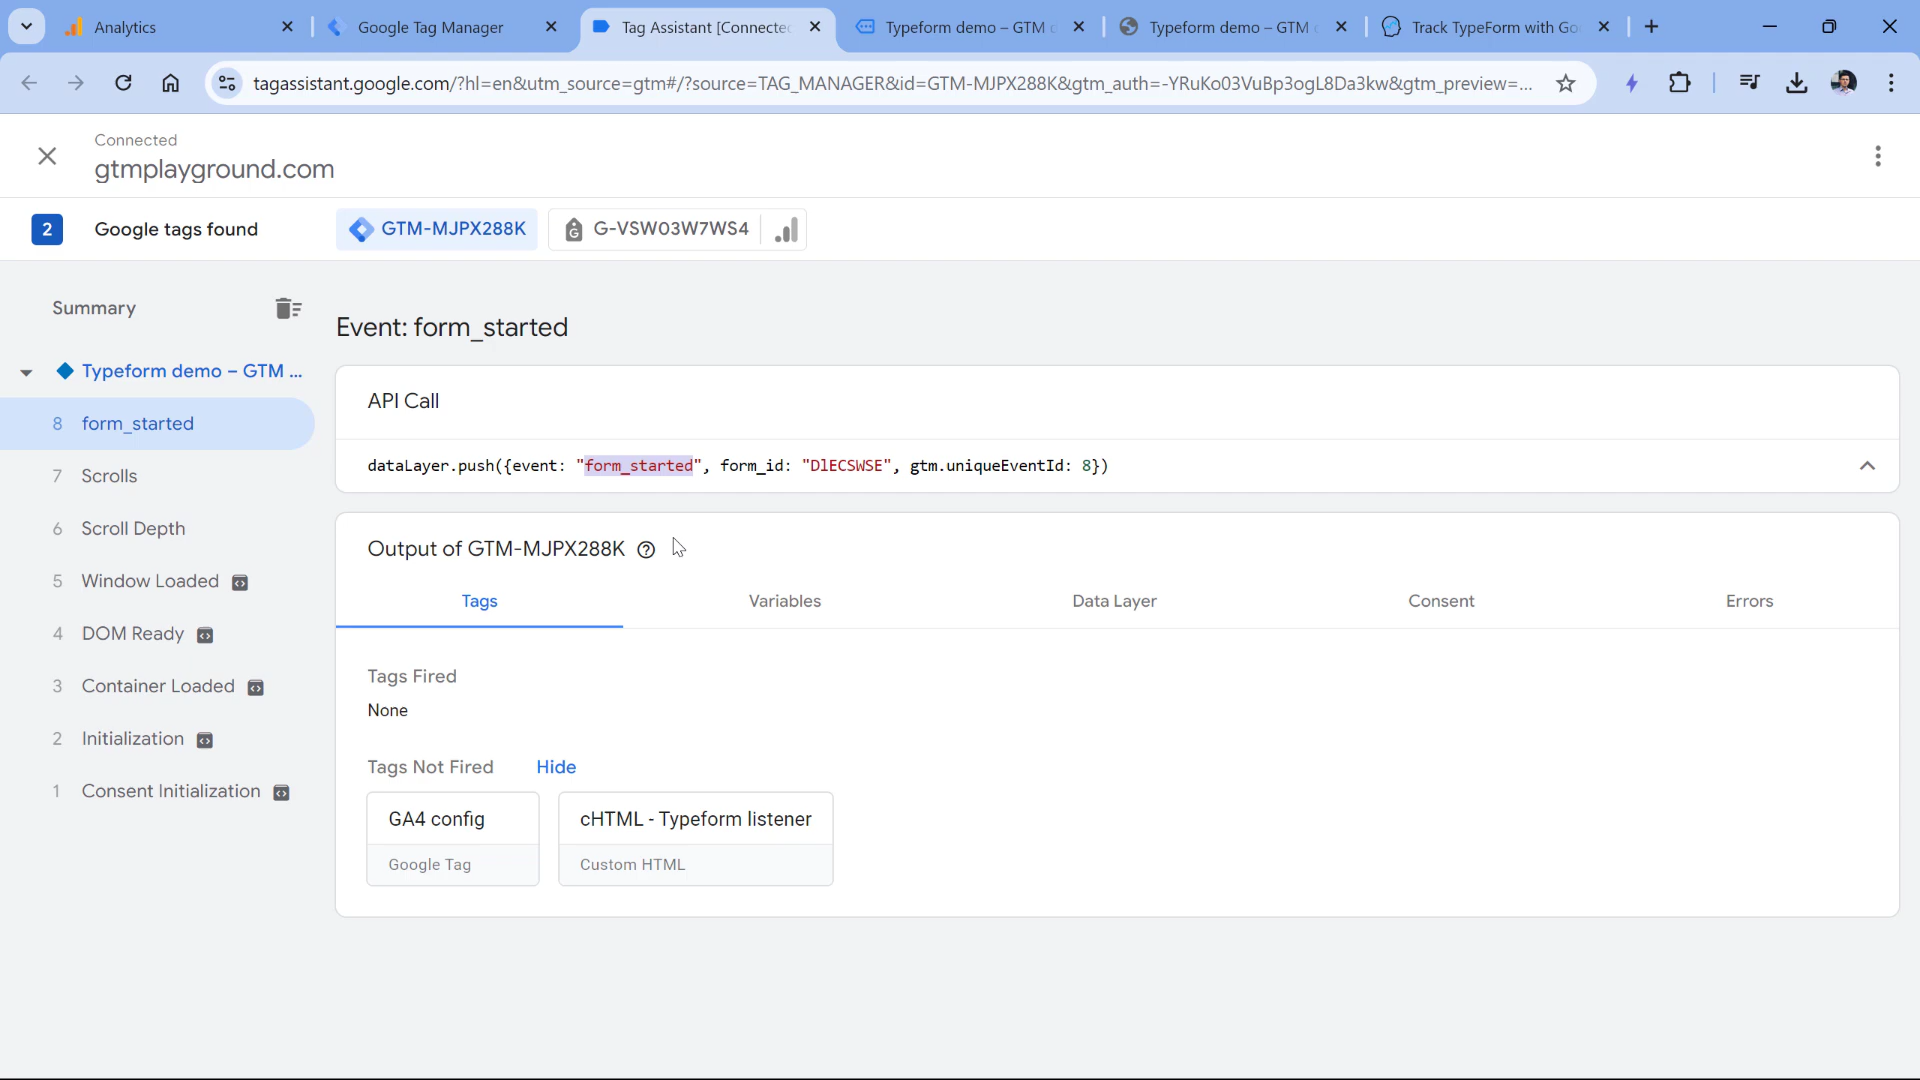 Analytics
Google Tag Manager
Tag Assistant [Connected
Typeform demo – GTM
Typeform demo – GTM
Track TypeForm with Go
tagassistant.google.com/?hl=en&utm_source=gtm#/?source=TAG_MANAGER&id=GTM-MJPX288K&gtm_auth=-YRuKo03VuBp3ogL8Da3kw&gtm_preview=...
Connected
gtmplayground.com
2
Google tags found
GTM-MJPX288K
G-VSW03W7WS4
Summary
Typeform demo – GTM ...
8 form_started
7 Scrolls
6 Scroll Depth
5 Window Loaded
4 DOM Ready
3 Container Loaded
2 Initialization
1 Consent Initialization
Event: form_started
API Call
dataLayer.push({event: "form_started", form_id: "DlECSWSE", gtm.uniqueEventId: 8})
Output of GTM-MJPX288K
Tags
Variables
Data Layer
Consent
Errors
Tags Fired
None
Tags Not Fired
Hide
GA4 config
Google Tag
cHTML - Typeform listener
Custom HTML